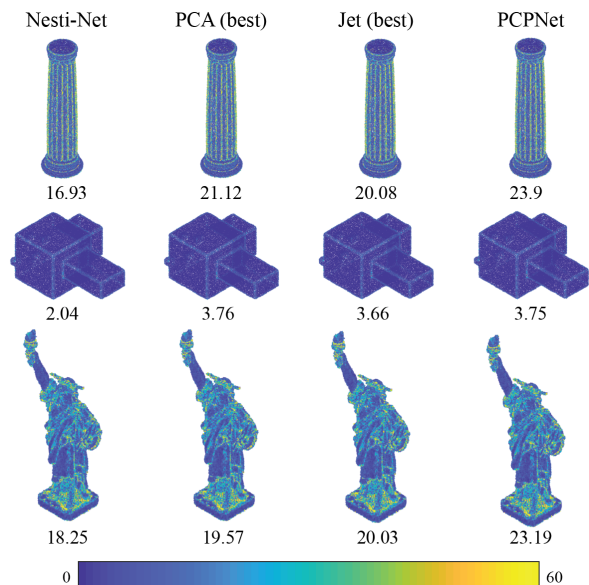 Nesti-Net PCA (best) Jet (best) PCPNet
16.93 21.12 20.08 23.9
2.04 3.76 3.66 3.75
18.25 19.57 20.03 23.19
0 60